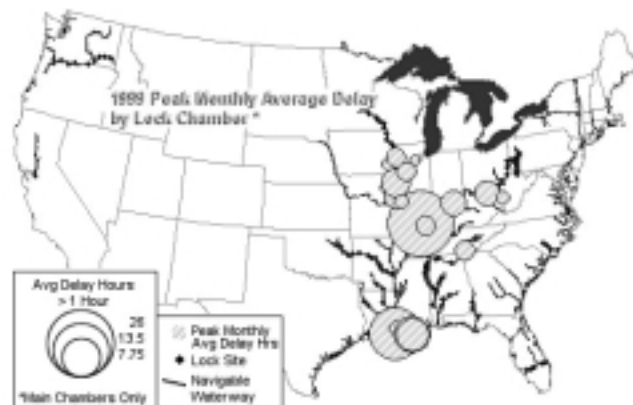 1999 Peak Monthly Average Delay
by Lock Chamber*
Avg Delay Hours
> 1 Hour
26
13.5
7.75
*Main Chambers Only
Peak Monthly
Avg Delay Hrs
Lock Site
Navigable
Waterway